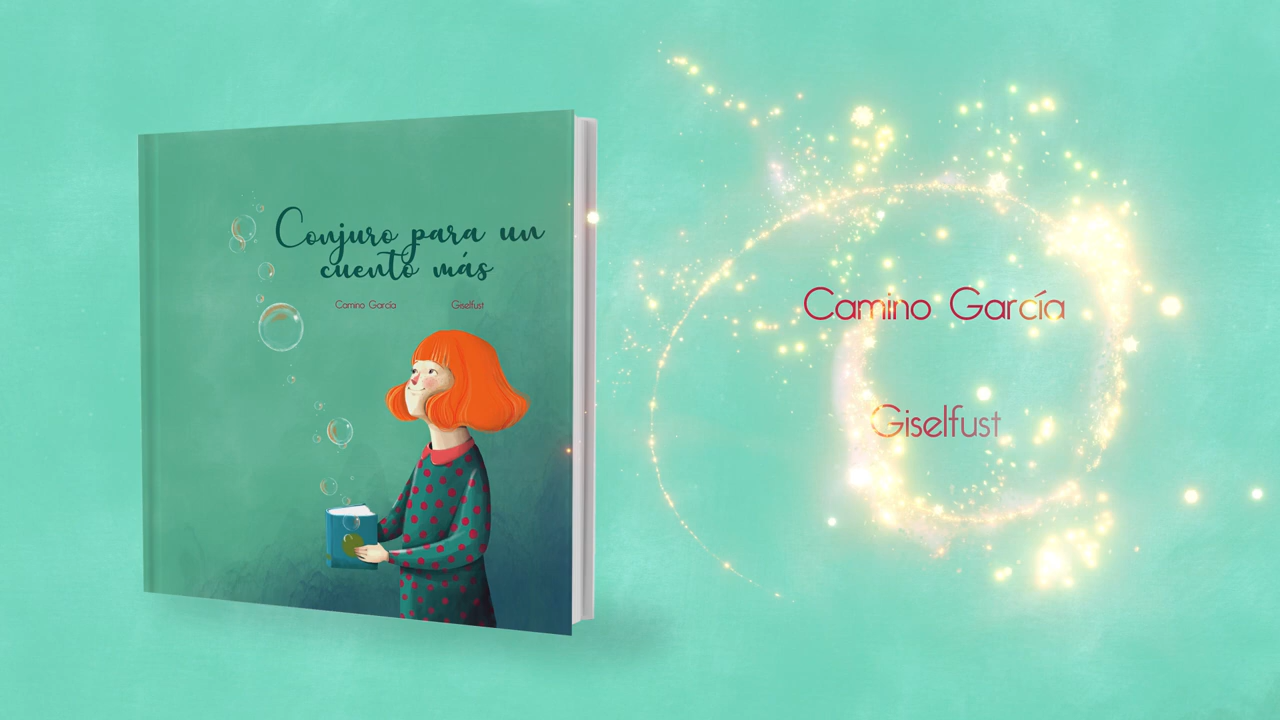 Conjuro para un
cuento más
Camino García Giselfust
Camino García
Giselfust